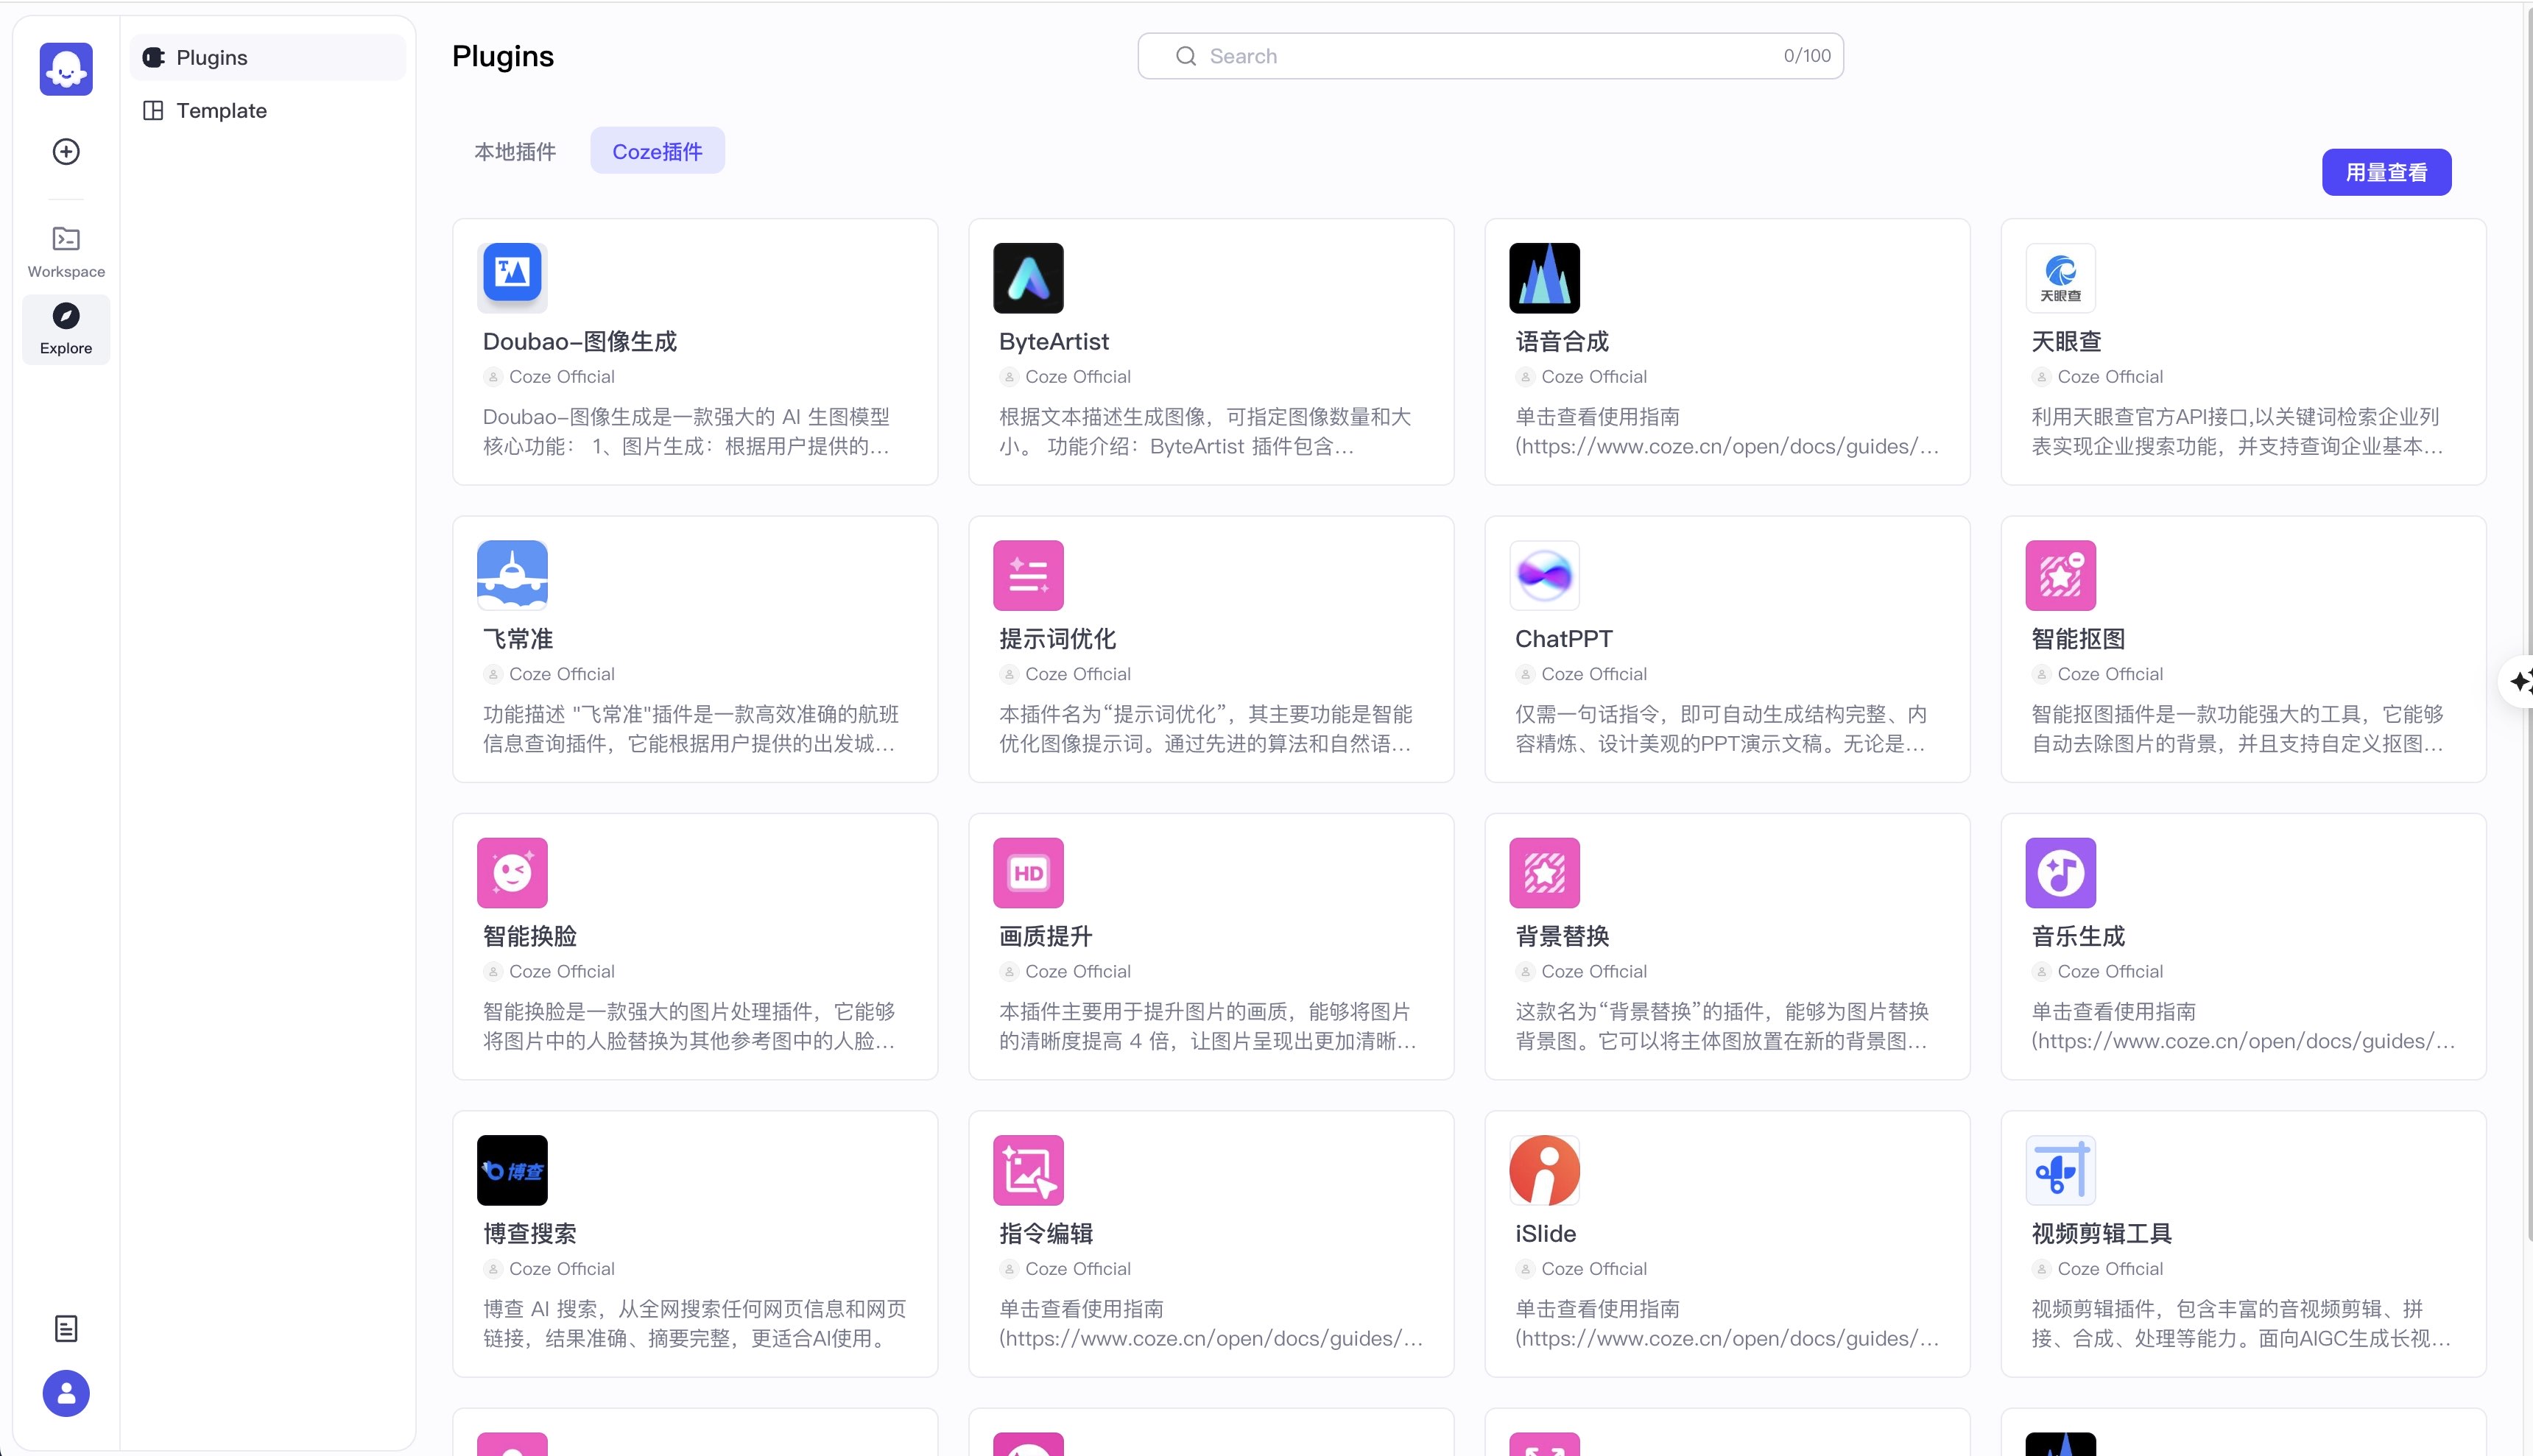 Plugins
Template
Workspace
Explore
Plugins
Search
0/100
本地插件
Coze插件
用量查看
Doubao-图像生成
Coze Official
Doubao-图像生成是一款强大的 AI 生图模型
核心功能： 1、图片生成：根据用户提供的...
ByteArtist
Coze Official
根据文本描述生成图像，可指定图像数量和大
小。 功能介绍：ByteArtist 插件包含...
语音合成
Coze Official
单击查看使用指南
(https://www.coze.cn/open/docs/guides/...
天眼查
天眼查
Coze Official
利用天眼查官方API接口,以关键词检索企业列
表实现企业搜索功能，并支持查询企业基本...
飞常准
Coze Official
功能描述 "飞常准"插件是一款高效准确的航班
信息查询插件，它能根据用户提供的出发城...
提示词优化
Coze Official
本插件名为“提示词优化”，其主要功能是智能
优化图像提示词。通过先进的算法和自然语...
ChatPPT
Coze Official
仅需一句话指令，即可自动生成结构完整、内
容精炼、设计美观的PPT演示文稿。无论是...
智能抠图
Coze Official
智能抠图插件是一款功能强大的工具，它能够
自动去除图片的背景，并且支持自定义抠图...
智能换脸
Coze Official
智能换脸是一款强大的图片处理插件，它能够
将图片中的人脸替换为其他参考图中的人脸...
HD
画质提升
Coze Official
本插件主要用于提升图片的画质，能够将图片
的清晰度提高 4 倍，让图片呈现出更加清晰...
背景替换
Coze Official
这款名为“背景替换”的插件，能够为图片替换
背景图。它可以将主体图放置在新的背景图...
音乐生成
Coze Official
单击查看使用指南
(https://www.coze.cn/open/docs/guides/...
博查
博查搜索
Coze Official
博查 AI 搜索，从全网搜索任何网页信息和网页
链接，结果准确、摘要完整，更适合AI使用。
指令编辑
Coze Official
单击查看使用指南
(https://www.coze.cn/open/docs/guides/...
iSlide
Coze Official
单击查看使用指南
(https://www.coze.cn/open/docs/guides/...
视频剪辑工具
Coze Official
视频剪辑插件，包含丰富的音视频剪辑、拼
接、合成、处理等能力。面向AIGC生成长视...